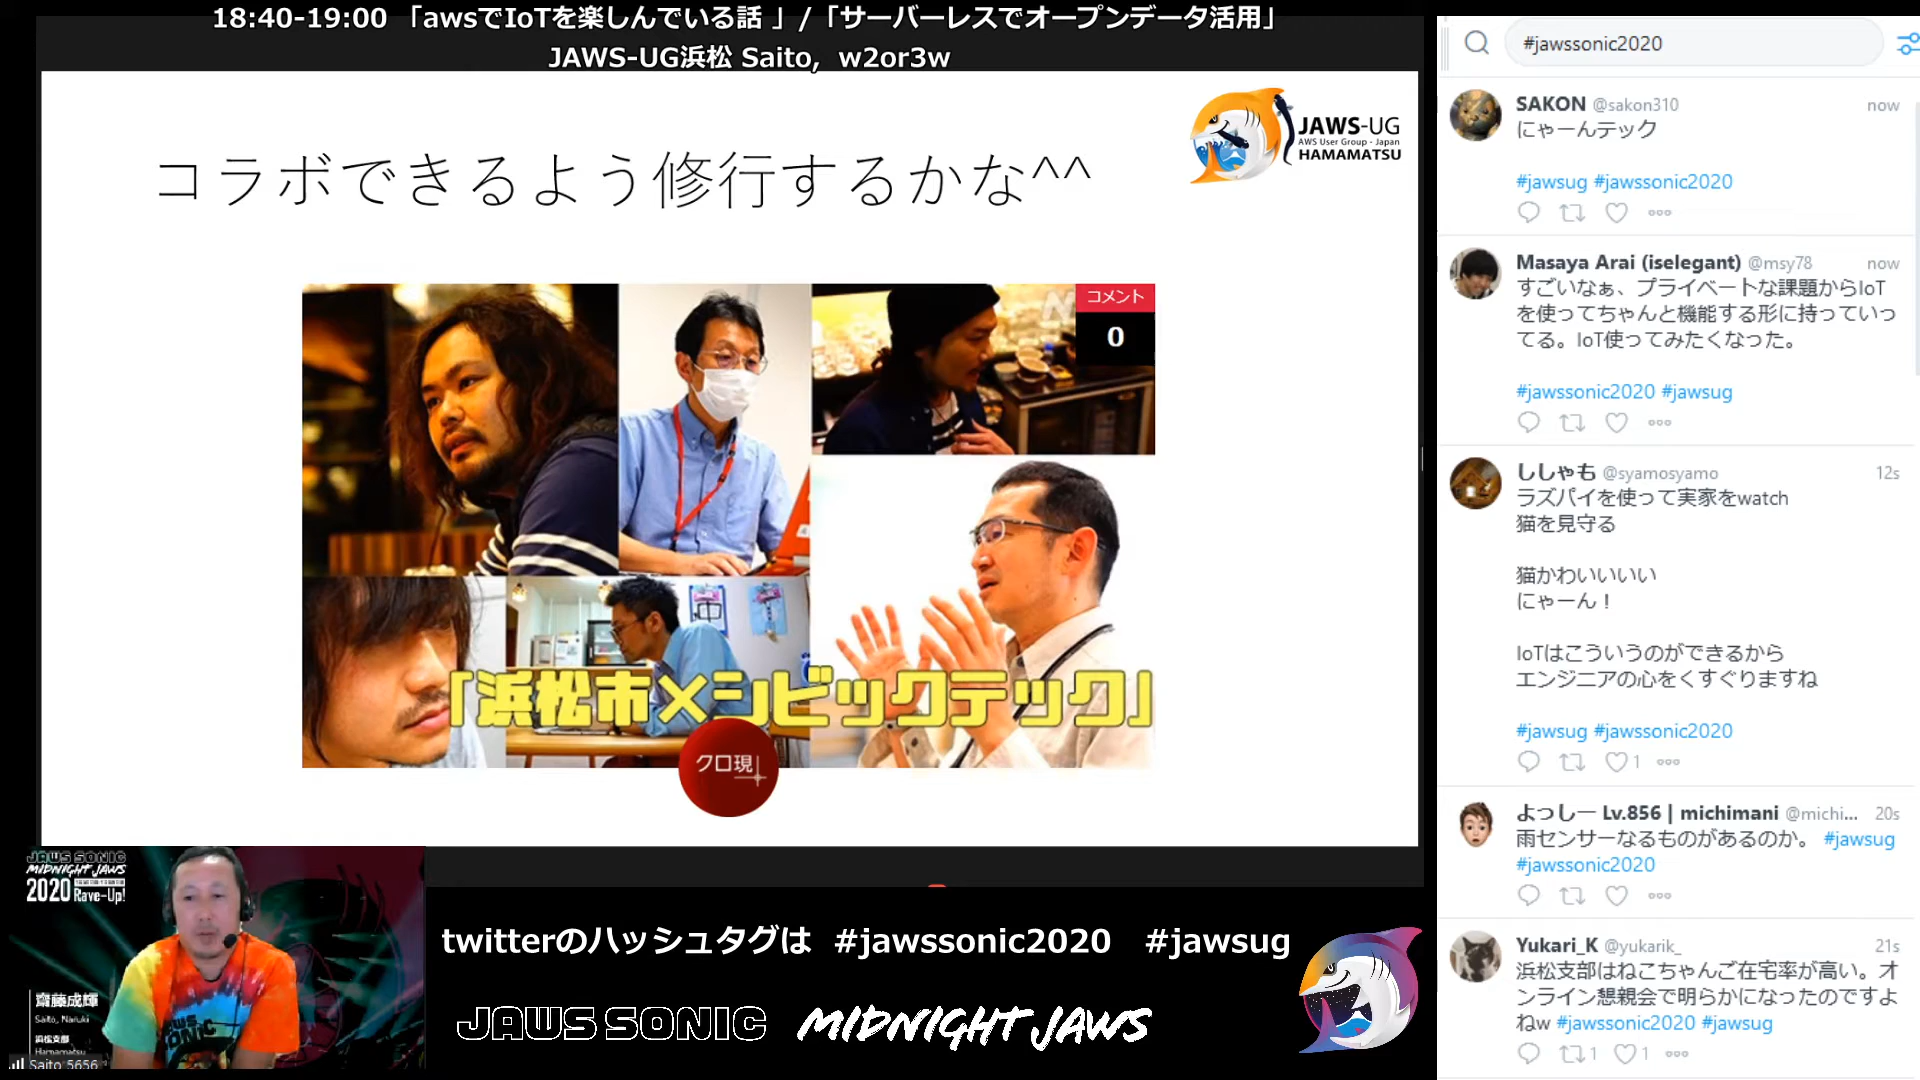 18:40-19:00 「awsでIoTを楽しんでいる話 」/「サーバーレスでオープンデータ活用」
JAWS-UG浜松 Saito,  w2or3w
コラボできるよう修行するかな^^
JAWS-UG
AWS User Group - Japan
HAMAMATSU
コメント
0
「浜松市×シビックテック」
クロ現
JAWS SONIC
MIDNIGHT JAWS
2020
Rave-Up!
齋藤成輝
Saito, Naruki
浜松支部
Hamamatsu
Saito 5656
twitterのハッシュタグは #jawssonic2020 #jawsug
JAWS SONIC MIDNIGHT JAWS
#jawssonic2020
SAKON @sakon310 now
にゃーんテック
#jawsug #jawssonic2020
Masaya Arai (iselegant) @msy78 now
すごいなぁ、プライベートな課題からIoT
を使ってちゃんと機能する形に持っていっ
てる。IoT使ってみたくなった。
#jawssonic2020 #jawsug
ししゃも @syamosyamo 12s
ラズパイを使って実家をwatch
猫を見守る
猫かわいいいい
にゃーん！
IoTはこういうのができるから
エンジニアの心をくすぐりますね
#jawsug #jawssonic2020
1
よっしー Lv.856 | michimani @michi... 20s
雨センサーなるものがあるのか。 #jawsug
#jawssonic2020
Yukari_K @yukarik_ 21s
浜松支部はねこちゃんご在宅率が高い。オ
ンライン懇親会で明らかになったのですよ
ねw #jawssonic2020 #jawsug
1 1